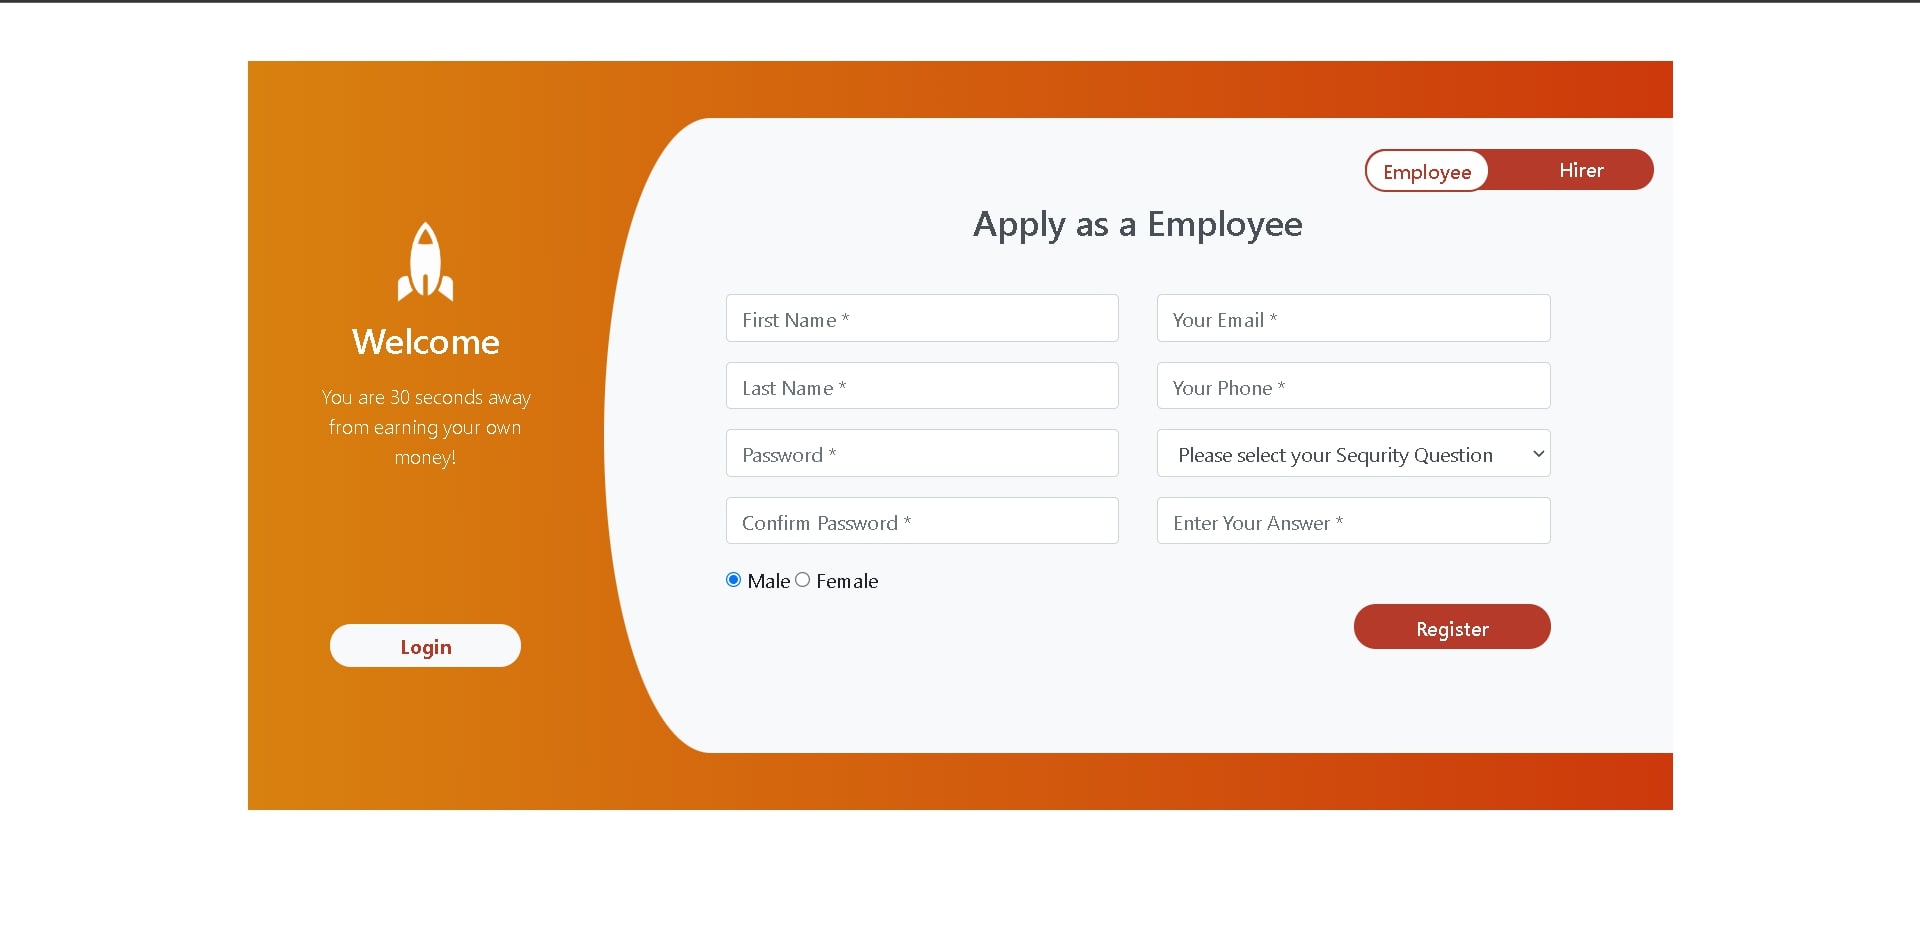 Employee
Hirer
Apply as a Employee
Welcome
You are 30 seconds away
from earning your own
money!
Login
First Name *
Your Email *
Last Name *
Your Phone *
Password *
Please select your Sequrity Question
Confirm Password *
Enter Your Answer *
Male Female
Register